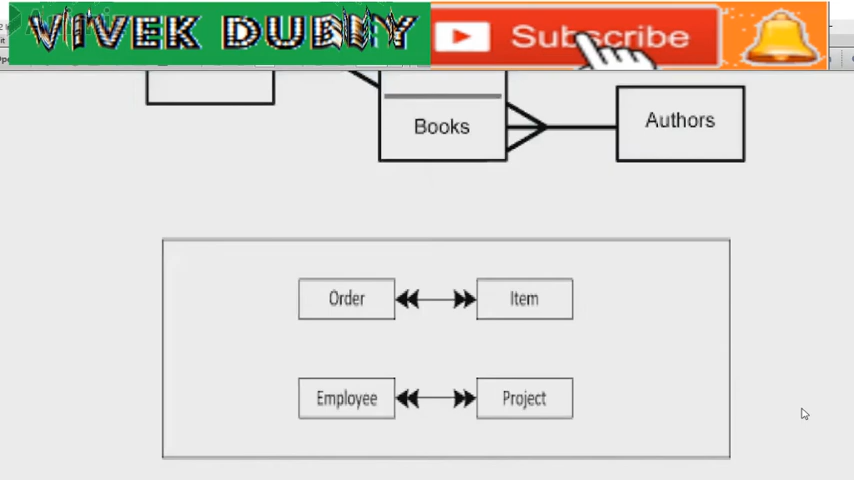 VIVEK DUBEY
Subscribe
Books
Authors
Order
Item
Employee
Project